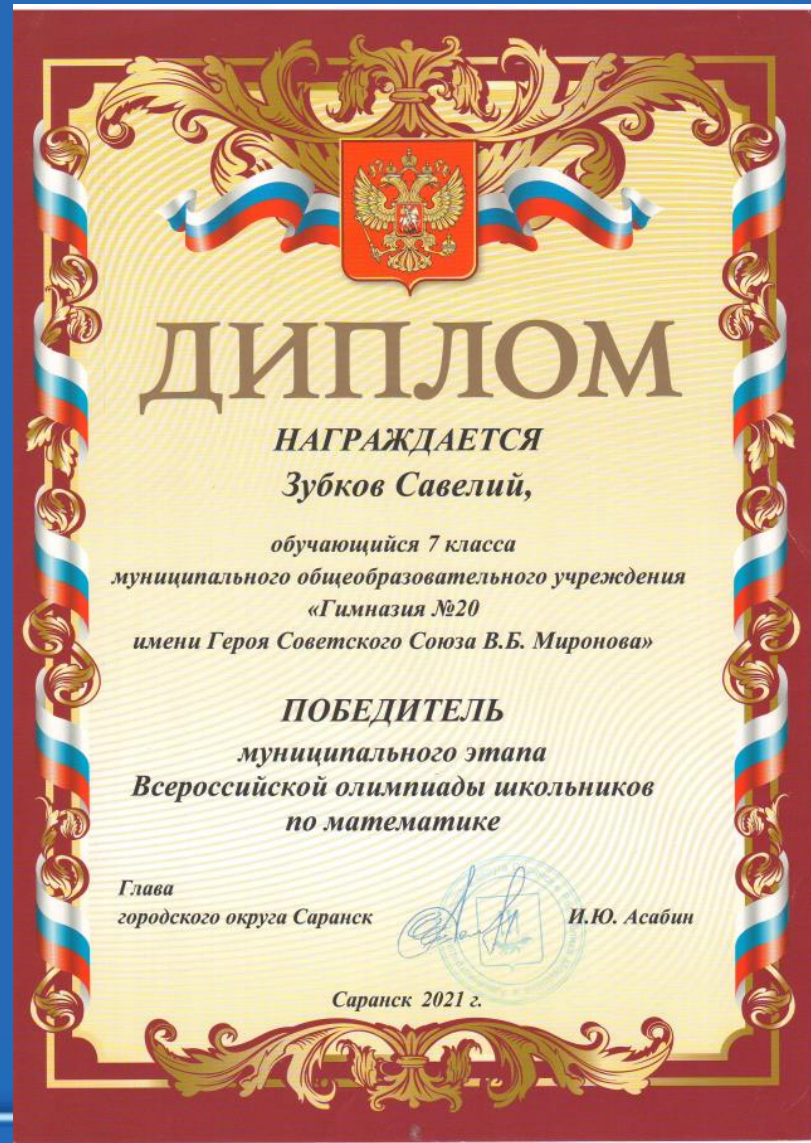 ДИПЛОМ
НАГРАЖДАЕТСЯ
Зубков Савелий,
обучающийся 7 класса
муниципального общеобразовательного учреждения
«Гимназия №20
имени Героя Советского Союза В.Б. Миронова»
ПОБЕДИТЕЛЬ
муниципального этапа
Всероссийской олимпиады школьников
по математике
Глава
городского округа Саранск И.Ю. Асабин
Саранск 2021 г.